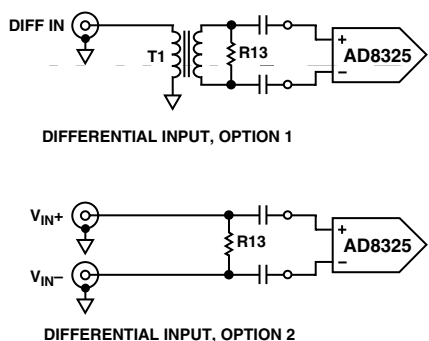 DIFF IN
T1
R13
+
−
AD8325
DIFFERENTIAL INPUT, OPTION 1
VIN+
R13
+
−
AD8325
VIN−
DIFFERENTIAL INPUT, OPTION 2